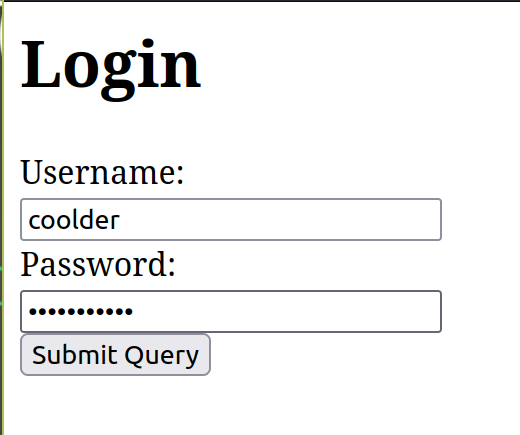 Login
Username:
coolder
Password:
•••••••••••
Submit Query